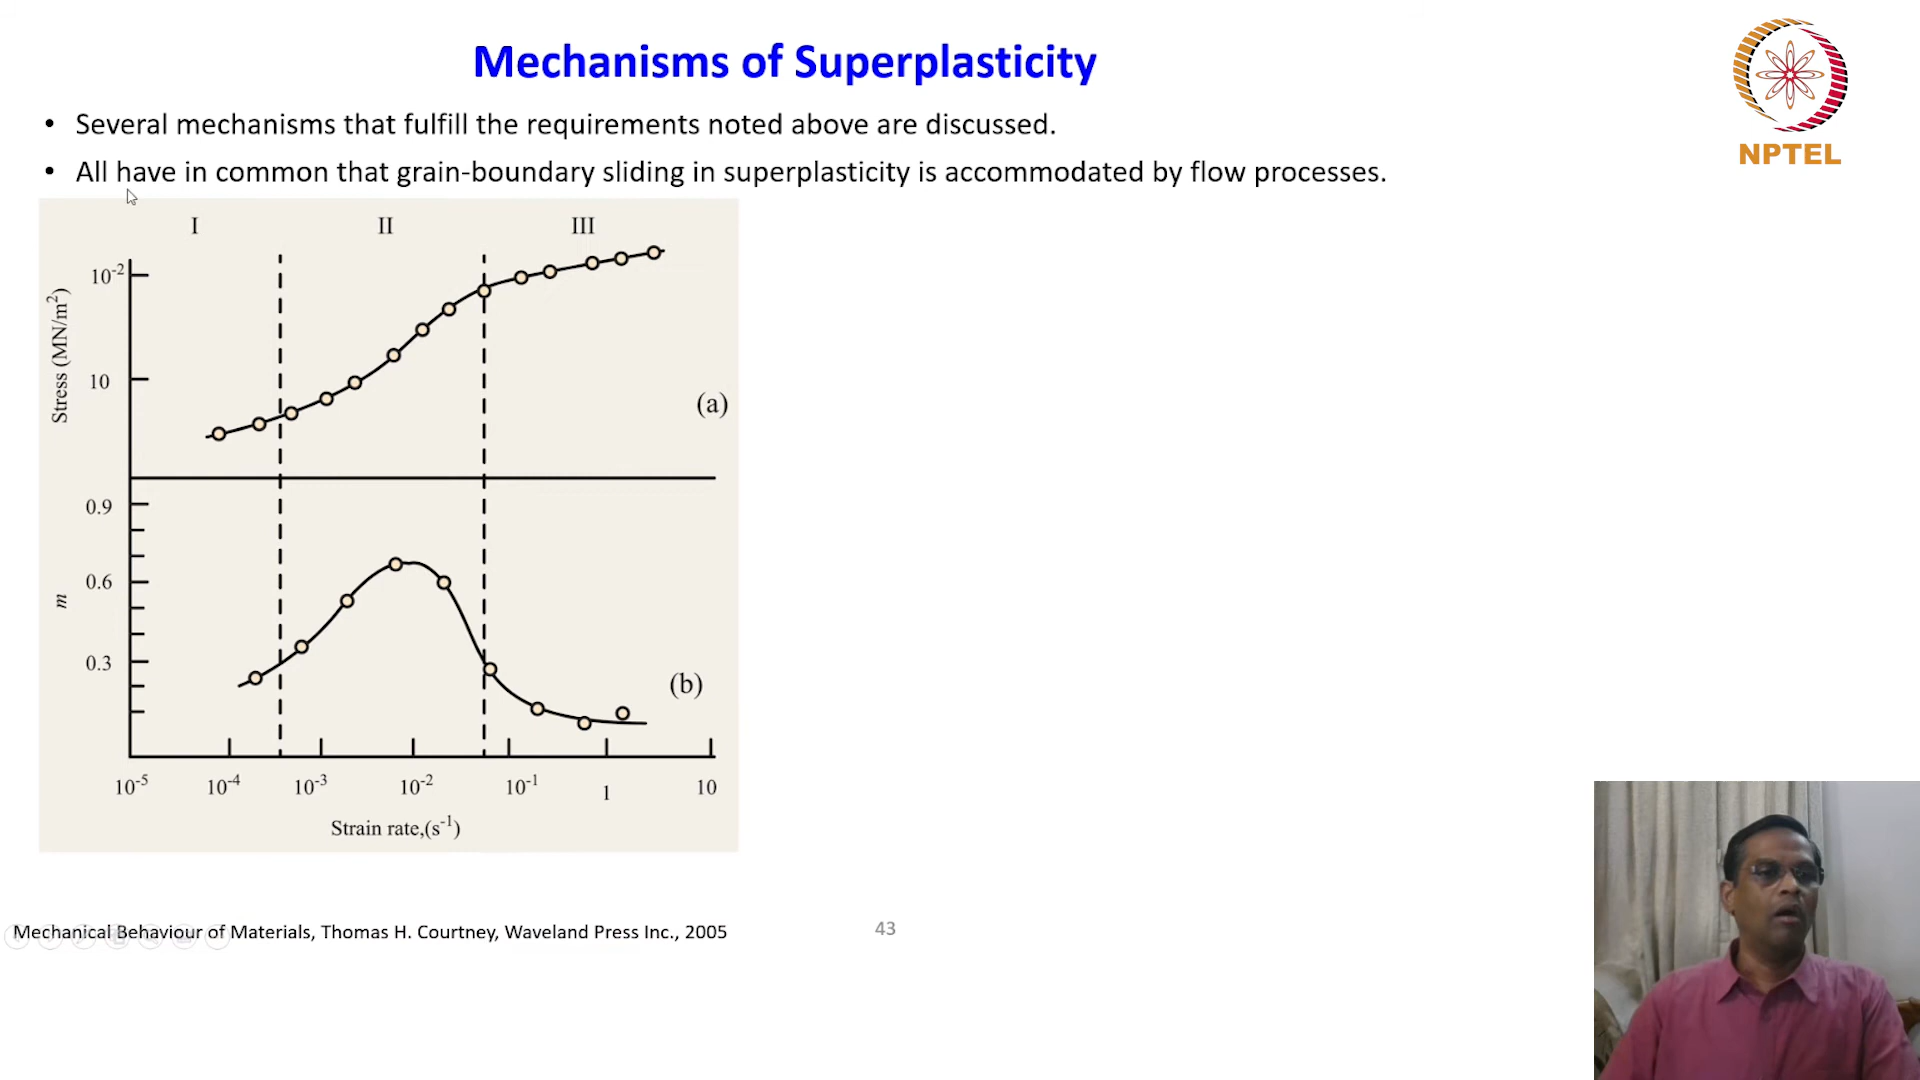 Mechanisms of Superplasticity
NPTEL
• Several mechanisms that fulfill the requirements noted above are discussed.
• All have in common that grain-boundary sliding in superplasticity is accommodated by flow processes.
I II III
10-2
10
Stress (MN/m2)
(a)
0.9
0.6
0.3
m
(b)
10-5 10-4 10-3 10-2 10-1 1 10
Strain rate,(s-1)
Mechanical Behaviour of Materials, Thomas H. Courtney, Waveland Press Inc., 2005
43